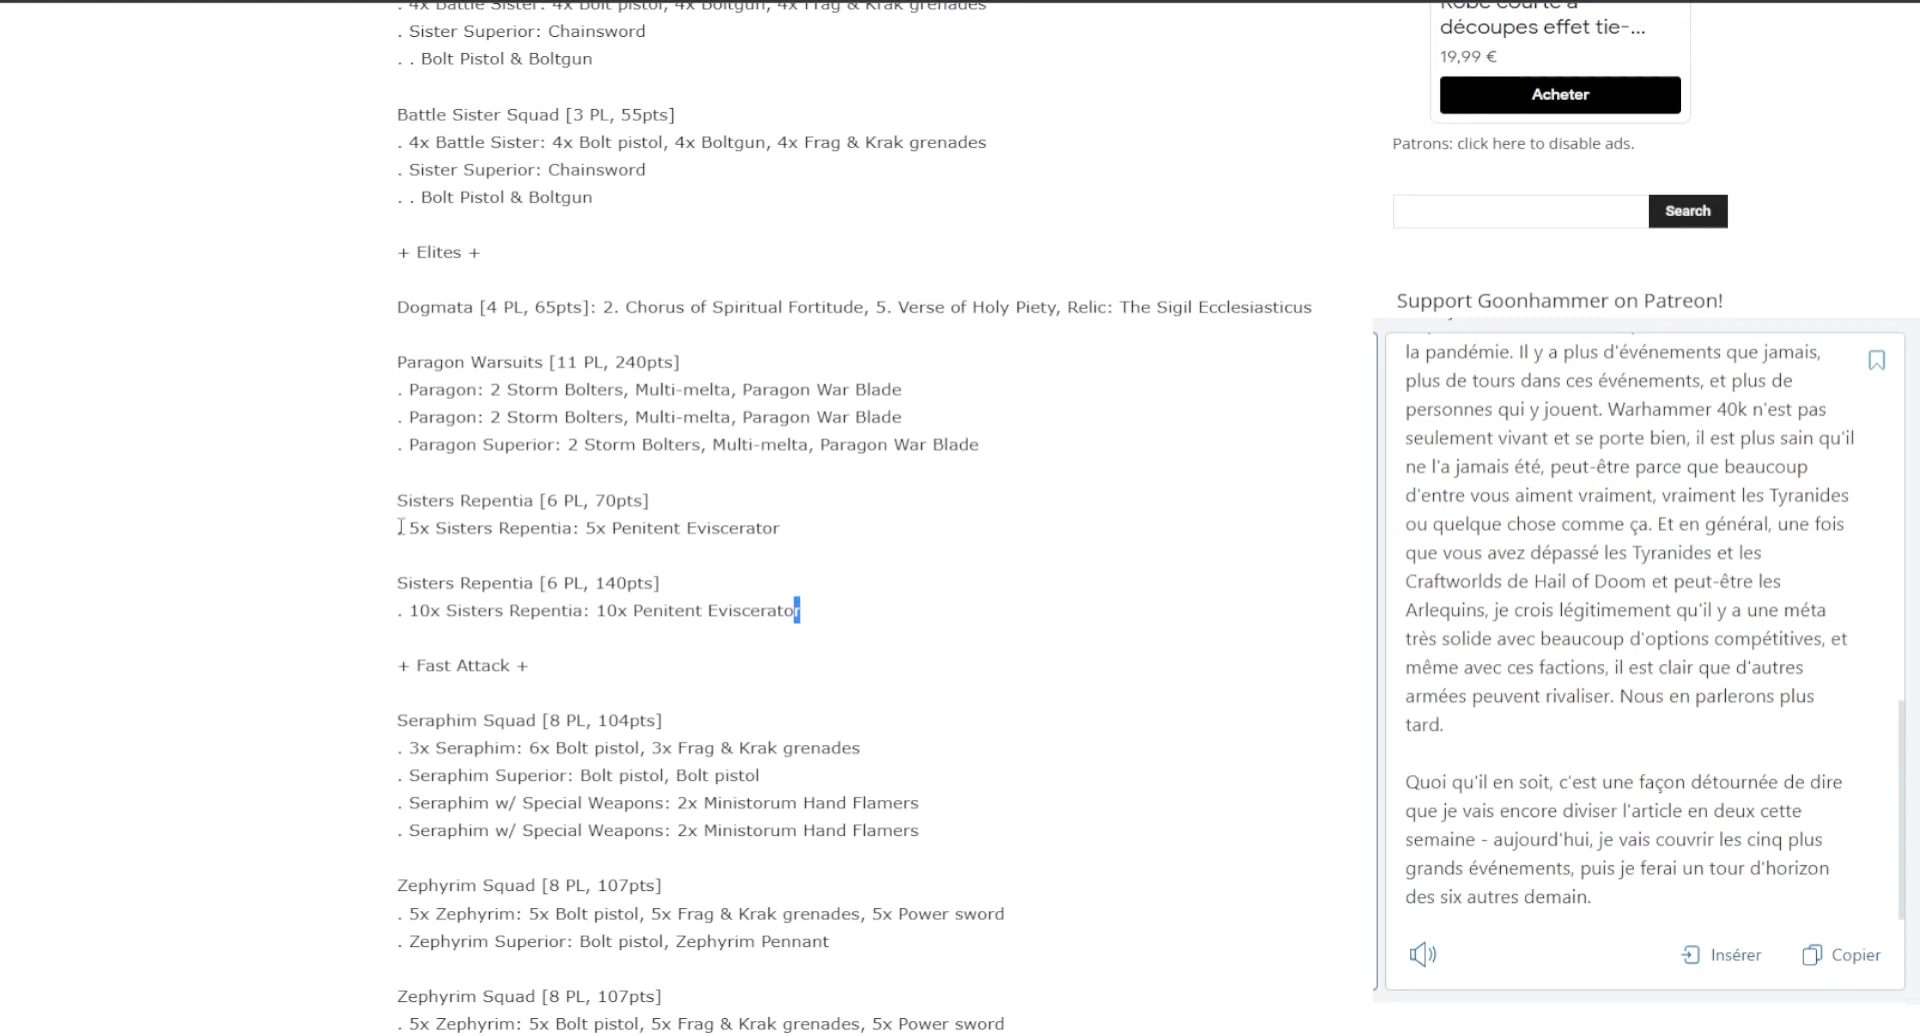 . 4x Battle Sister: 4x Bolt pistol, 4x Boltgun, 4x Frag & Krak grenades
. Sister Superior: Chainsword
. . Bolt Pistol & Boltgun
Battle Sister Squad [3 PL, 55pts]
. 4x Battle Sister: 4x Bolt pistol, 4x Boltgun, 4x Frag & Krak grenades
. Sister Superior: Chainsword
. . Bolt Pistol & Boltgun
+ Elites +
Dogmata [4 PL, 65pts]: 2. Chorus of Spiritual Fortitude, 5. Verse of Holy Piety, Relic: The Sigil Ecclesiasticus
Paragon Warsuits [11 PL, 240pts]
. Paragon: 2 Storm Bolters, Multi-melta, Paragon War Blade
. Paragon: 2 Storm Bolters, Multi-melta, Paragon War Blade
. Paragon Superior: 2 Storm Bolters, Multi-melta, Paragon War Blade
Sisters Repentia [6 PL, 70pts]
. 5x Sisters Repentia: 5x Penitent Eviscerator
Sisters Repentia [6 PL, 140pts]
. 10x Sisters Repentia: 10x Penitent Eviscerator
+ Fast Attack +
Seraphim Squad [8 PL, 104pts]
. 3x Seraphim: 6x Bolt pistol, 3x Frag & Krak grenades
. Seraphim Superior: Bolt pistol, Bolt pistol
. Seraphim w/ Special Weapons: 2x Ministorum Hand Flamers
. Seraphim w/ Special Weapons: 2x Ministorum Hand Flamers
Zephyrim Squad [8 PL, 107pts]
. 5x Zephyrim: 5x Bolt pistol, 5x Frag & Krak grenades, 5x Power sword
. Zephyrim Superior: Bolt pistol, Zephyrim Pennant
Zephyrim Squad [8 PL, 107pts]
. 5x Zephyrim: 5x Bolt pistol, 5x Frag & Krak grenades, 5x Power sword
Robe courte à
découpes effet tie-...
19,99 €
Acheter
Patrons: click here to disable ads.
Search
Support Goonhammer on Patreon!
la pandémie. Il y a plus d'événements que jamais,
plus de tours dans ces événements, et plus de
personnes qui y jouent. Warhammer 40k n'est pas
seulement vivant et se porte bien, il est plus sain qu'il
ne l'a jamais été, peut-être parce que beaucoup
d'entre vous aiment vraiment, vraiment les Tyranides
ou quelque chose comme ça. Et en général, une fois
que vous avez dépassé les Tyranides et les
Craftworlds de Hail of Doom et peut-être les
Arlequins, je crois légitimement qu'il y a une méta
très solide avec beaucoup d'options compétitives, et
même avec ces factions, il est clair que d'autres
armées peuvent rivaliser. Nous en parlerons plus
tard.
Quoi qu'il en soit, c'est une façon détournée de dire
que je vais encore diviser l'article en deux cette
semaine - aujourd'hui, je vais couvrir les cinq plus
grands événements, puis je ferai un tour d'horizon
des six autres demain.
Insérer
Copier